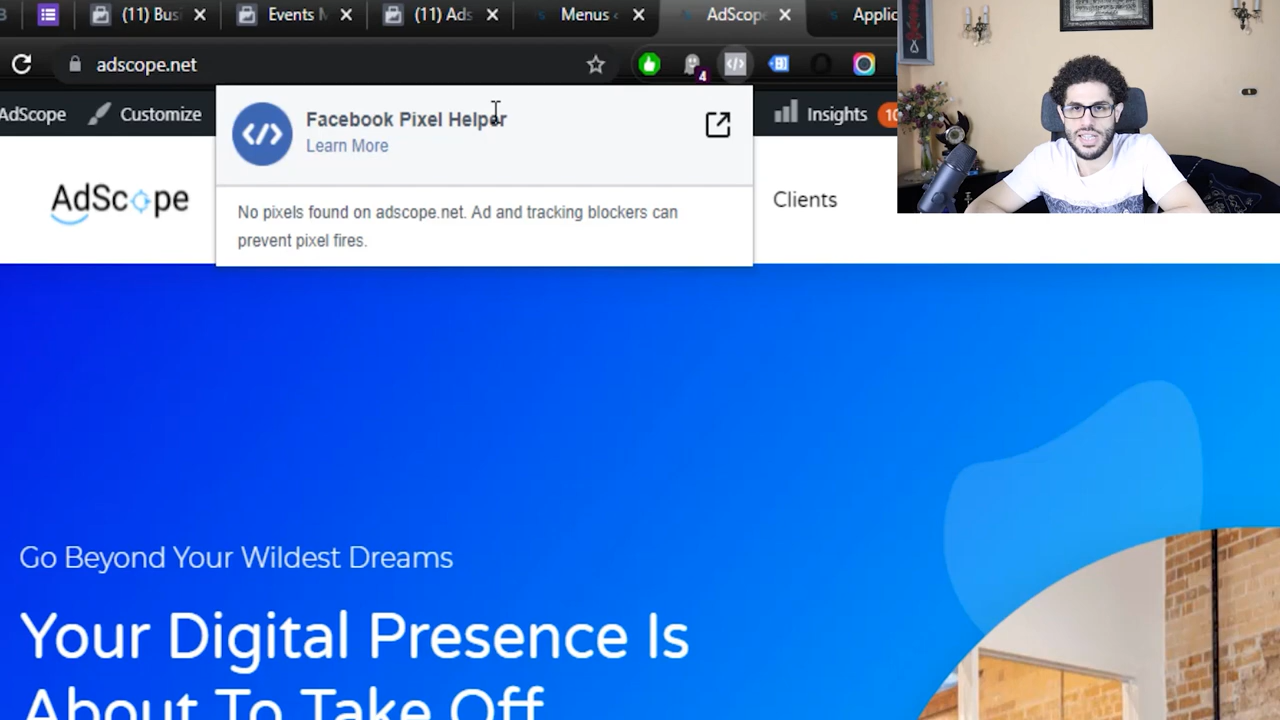 (11) Bus
Events M
(11) Ads
Menus
AdScope
Applic
adscope.net
4
AdScope
Customize
Facebook Pixel Helper
Learn More
Insights
10
AdScope
No pixels found on adscope.net. Ad and tracking blockers can
prevent pixel fires.
Clients
Go Beyond Your Wildest Dreams
Your Digital Presence Is
About To Take Off